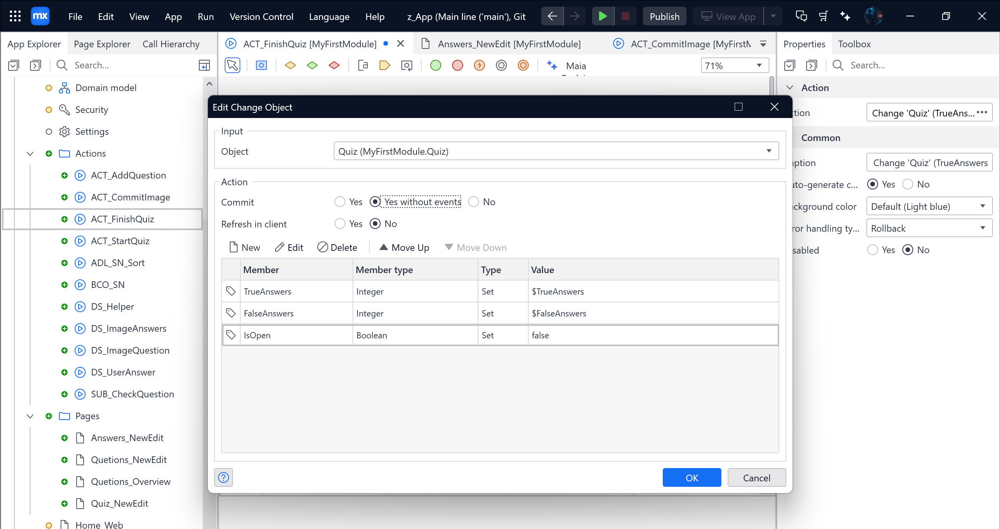 mx File Edit View App Run Version Control Language Help z_App (Main line ('main'), Git Publish View App
App Explorer Page Explorer Call Hierarchy
ACT_FinishQuiz [MyFirstModule] Answers_NewEdit [MyFirstModule] ACT_CommitImage [MyFirstM
Properties Toolbox
Search...
Maia
71%
Search...
Domain model
Security
Settings
Actions
ACT_AddQuestion
ACT_CommitImage
ACT_FinishQuiz
ACT_StartQuiz
ADL_SN_Sort
BCO_SN
DS_Helper
DS_ImageAnswers
DS_ImageQuestion
DS_UserAnswer
SUB_CheckQuestion
Pages
Answers_NewEdit
Quetions_NewEdit
Quetions_Overview
Quiz_NewEdit
Home_Web
Edit Change Object
Input
Object Quiz (MyFirstModule.Quiz)
Action
Commit Yes Yes without events No
Refresh in client Yes No
New Edit Delete Move Up Move Down
Member Member type Type Value
TrueAnswers Integer Set $TrueAnswers
FalseAnswers Integer Set $FalseAnswers
IsOpen Boolean Set false
OK Cancel
Action
ction Change 'Quiz' (TrueAns...
Common
aption Change 'Quiz' (TrueAnswers
uto-generate c... Yes No
ackground color Default (Light blue)
ror handling ty... Rollback
sabled Yes No